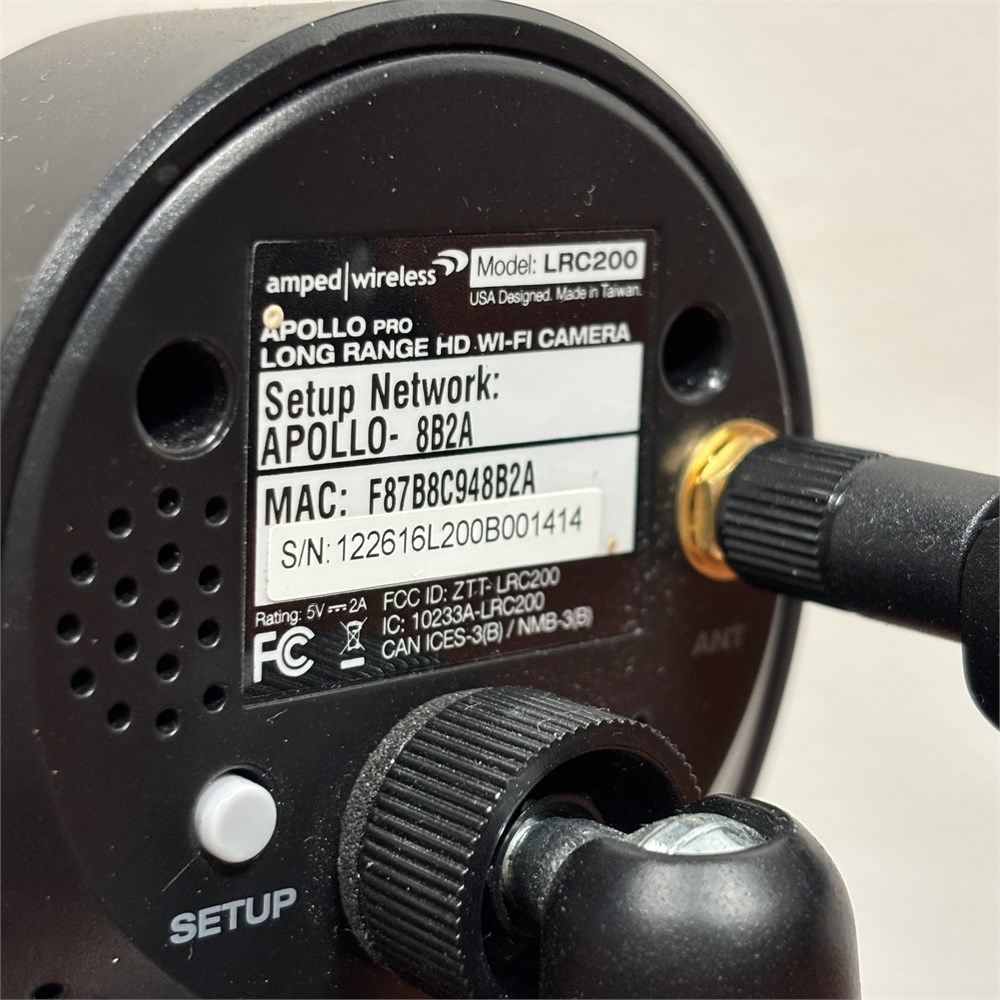 amped|wireless
Model: LRC200
USA Designed. Made in Taiwan.
APOLLO PRO
LONG RANGE HD WI-FI CAMERA
Setup Network:
APOLLO- 8B2A
MAC: F87B8C948B2A
S/N: 122616L200B001414
Rating: 5V⎓2A
FCC ID: ZTT- LRC200
IC: 10233A-LRC200
CAN ICES-3(B) / NMB-3(B)
FC
ANT
SETUP